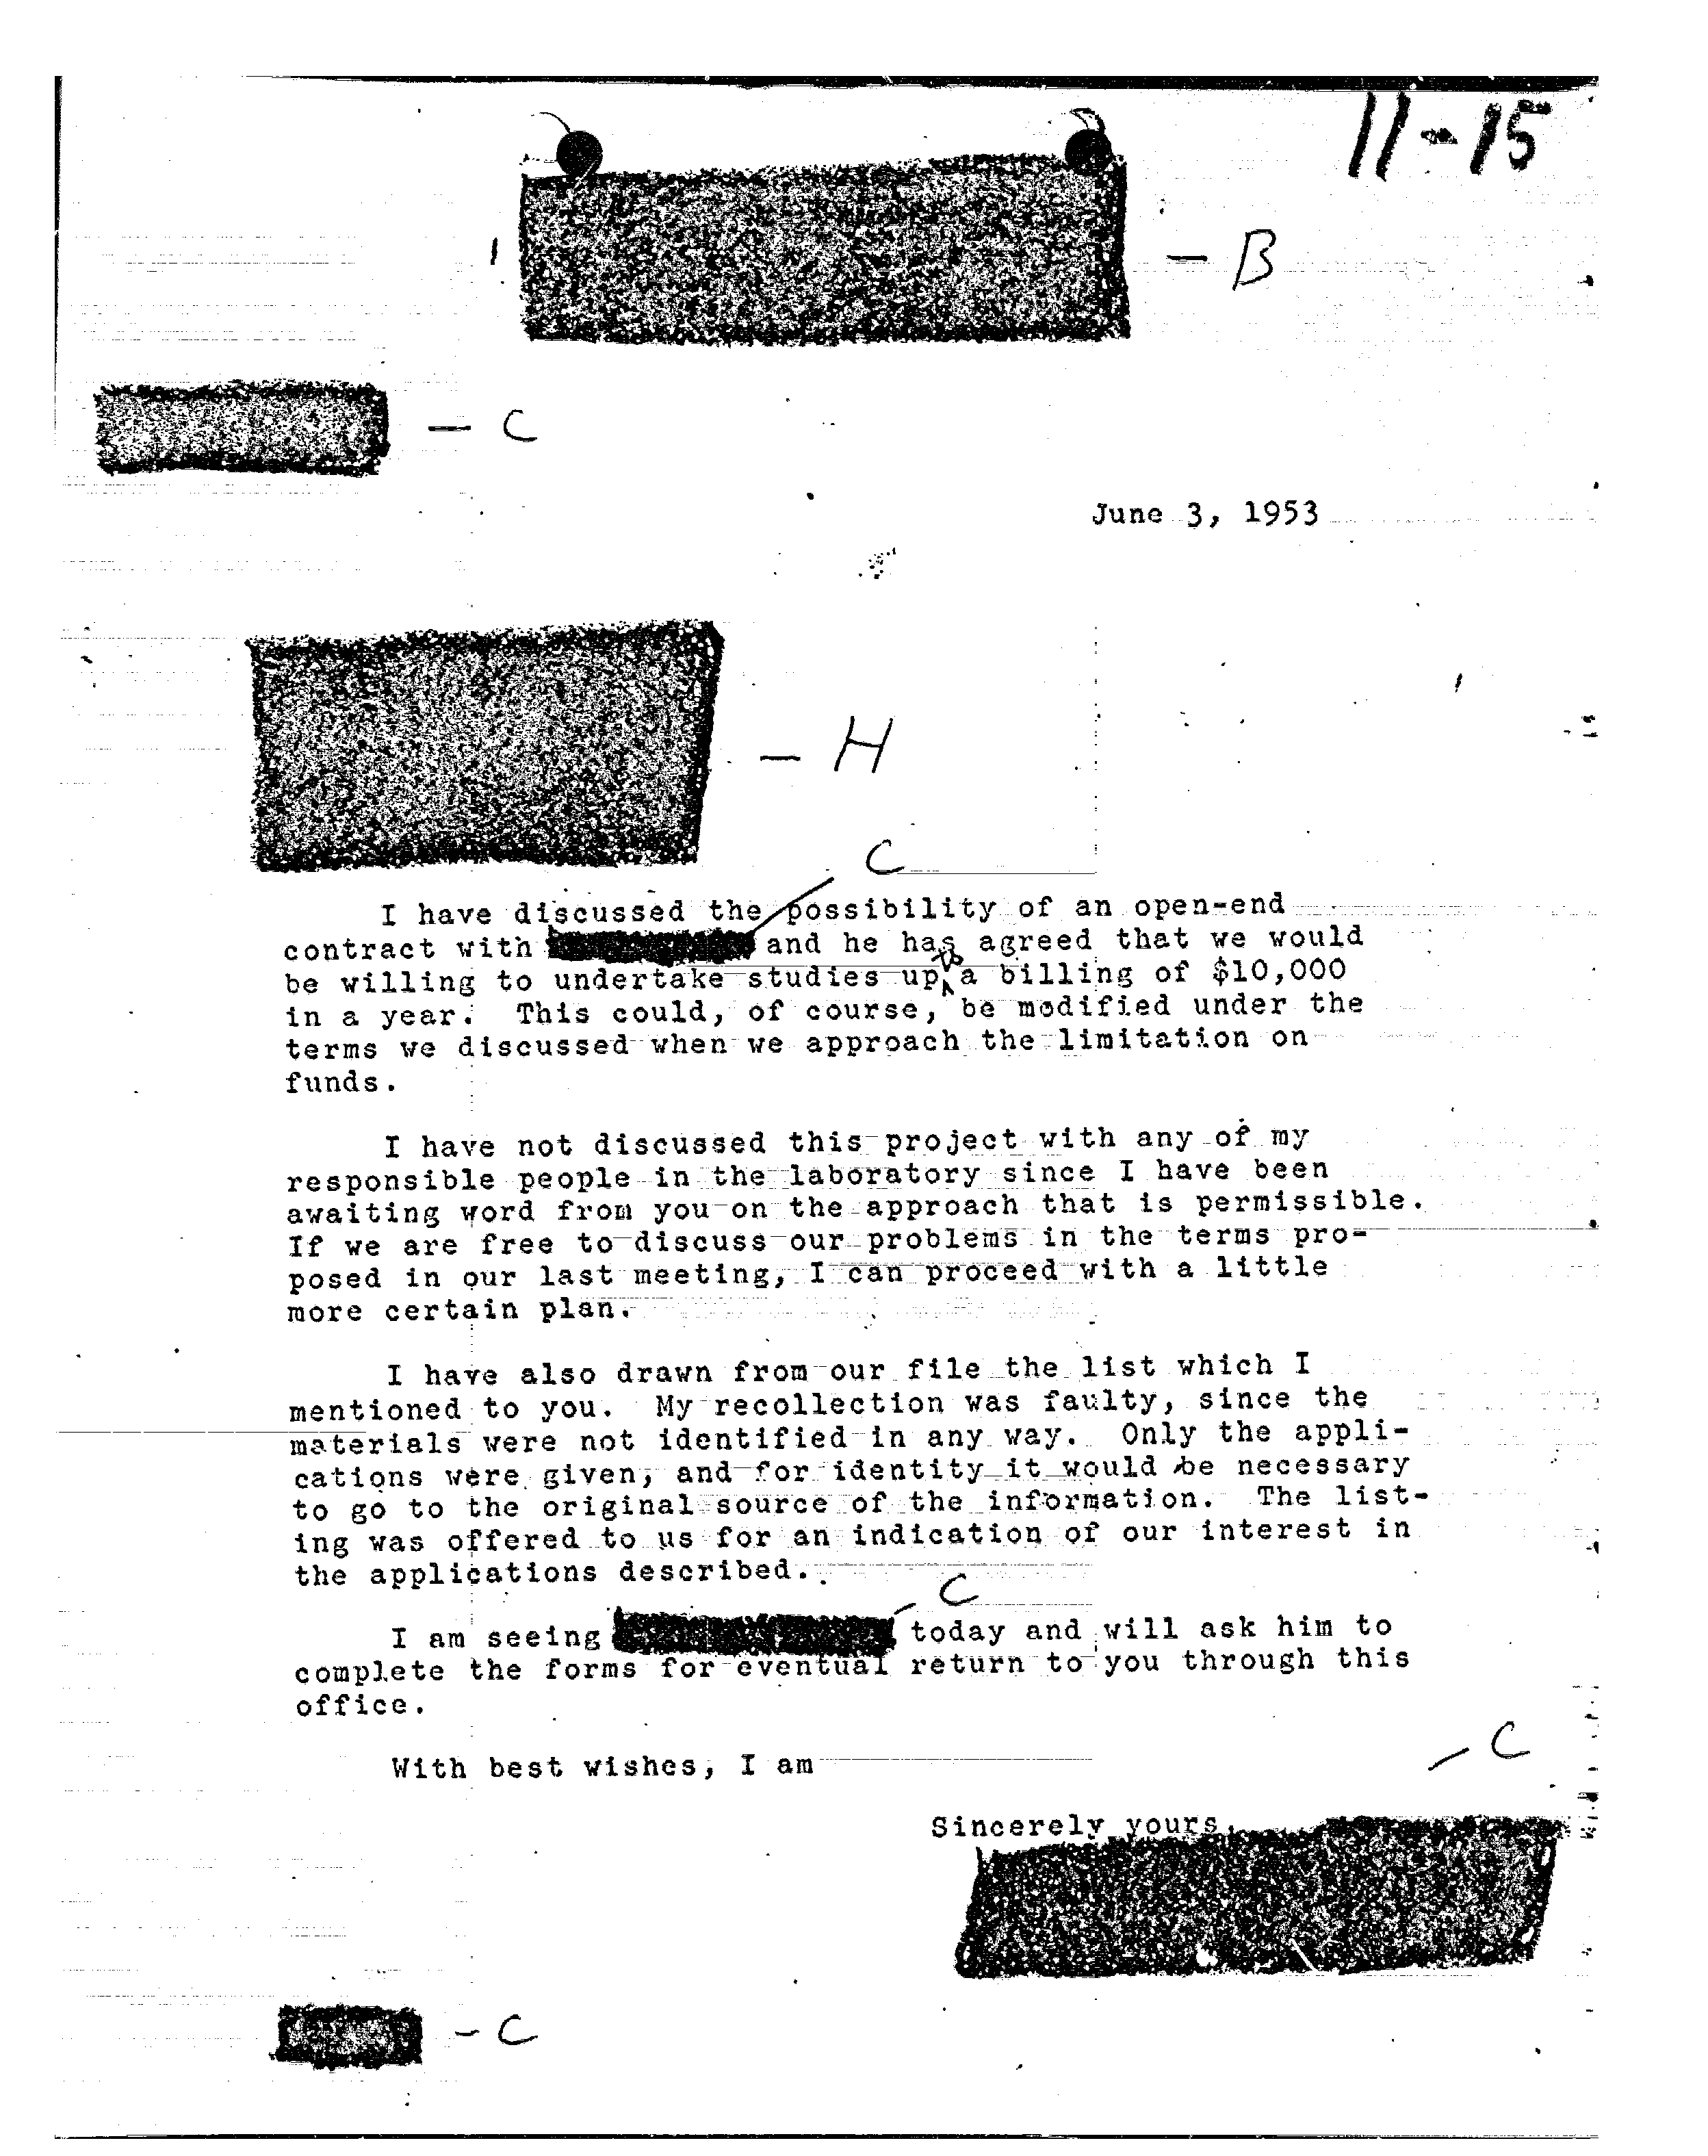 11-15
- B
- C
June 3, 1953
- H
C
I have discussed the possibility of an open-end
contract with and he has agreed that we would
to
be willing to undertake studies up a billing of $10,000
in a year. This could, of course, be modified under the
terms we discussed when we approach the limitation on
funds.
I have not discussed this project with any of my
responsible people in the laboratory since I have been
awaiting word from you on the approach that is permissible.
If we are free to discuss our problems in the terms pro-
posed in our last meeting, I can proceed with a little
more certain plan.
I have also drawn from our file the list which I
mentioned to you. My recollection was faulty, since the
materials were not identified in any way. Only the appli-
cations were given, and for identity it would be necessary
to go to the original source of the information. The list-
ing was offered to us for an indication of our interest in
the applications described.
- C
I am seeing today and will ask him to
complete the forms for eventual return to you through this
office.
- C
With best wishes, I am
Sincerely yours,
- C